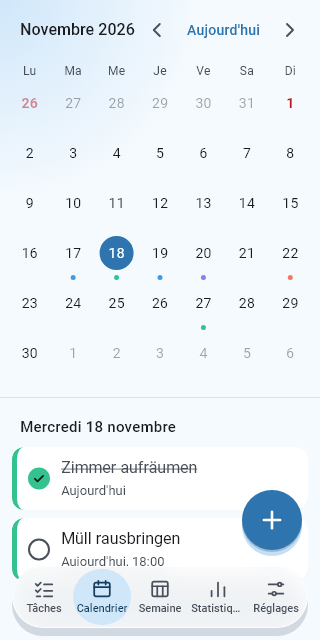 Novembre 2026 Aujourd'hui
Lu Ma Me Je Ve Sa Di
26 27 28 29 30 31 1
2 3 4 5 6 7 8
9 10 11 12 13 14 15
16 17 18 19 20 21 22
23 24 25 26 27 28 29
30 1 2 3 4 5 6
Mercredi 18 novembre
Zimmer aufräumen
Aujourd'hui
Müll rausbringen
Aujourd'hui, 18:00
Tâches Calendrier Semaine Statistiq... Réglages